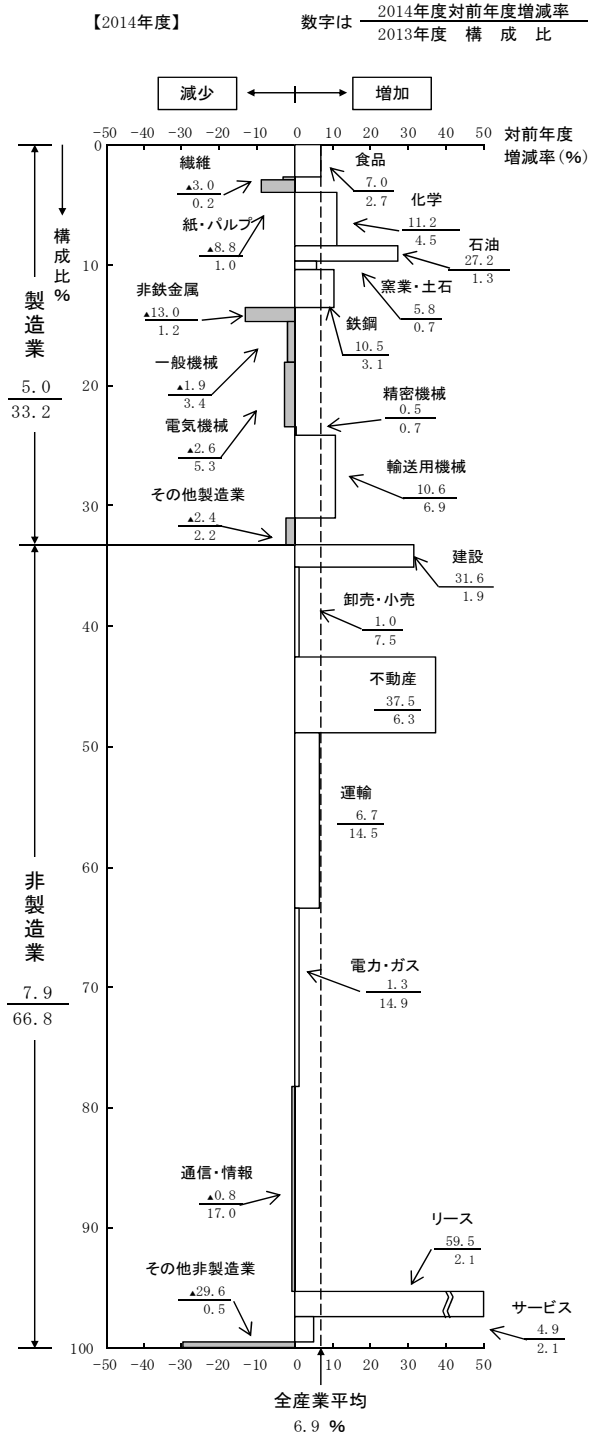 【2014年度】
数字は 2014年度対前年度増減率
2013年度 構成比
減少
増加
-50 -40 -30 -20 -10 0 10 20 30 40 50
対前年度
増減率(%)
0
10
20
30
40
50
60
70
80
90
100
構成比%
製造業
5.0
33.2
非製造業
7.9
66.8
食品
7.0
2.7
繊維
▲3.0
0.2
化学
11.2
4.5
紙・パルプ
▲8.8
1.0
石油
27.2
1.3
窯業・土石
5.8
0.7
非鉄金属
▲13.0
1.2
鉄鋼
10.5
3.1
一般機械
▲1.9
3.4
精密機械
0.5
0.7
電気機械
▲2.6
5.3
輸送用機械
10.6
6.9
その他製造業
▲2.4
2.2
建設
31.6
1.9
卸売・小売
1.0
7.5
不動産
37.5
6.3
運輸
6.7
14.5
電力・ガス
1.3
14.9
通信・情報
▲0.8
17.0
リース
59.5
2.1
その他非製造業
▲29.6
0.5
サービス
4.9
2.1
-50 -40 -30 -20 -10 0 10 20 30 40 50
全産業平均
6.9 %